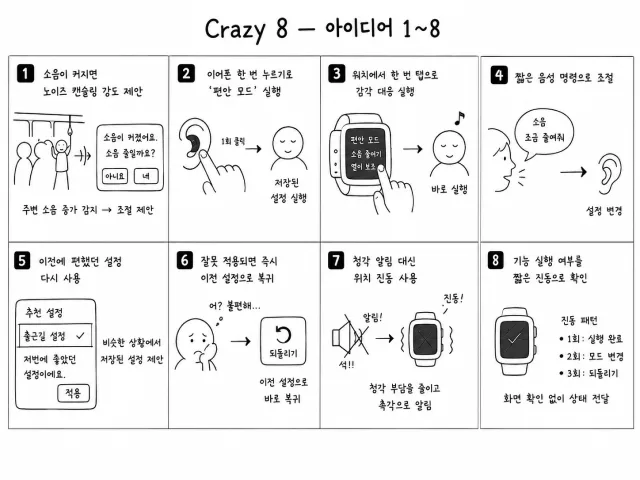 Crazy 8 – 아이디어 1~8
1 소음이 커지면
노이즈 캔슬링 강도 제안
소음이 커졌어요.
소음 줄일까요?
아니요 네
주변 소음 증가 감지 → 조절 제안
2 이어폰 한 번 누르기로
'편안 모드' 실행
1회 클릭
저장된
설정 실행
3 워치에서 한 번 탭으로
감각 대응 실행
편안 모드
소음 줄이기
바로 실행
4 짧은 음성 명령으로 조절
소음
조금 줄여줘
설정 변경
5 이전에 편했던 설정
다시 사용
추천 설정
출근길 설정
저번에 좋았던
설정이에요.
적용
비슷한 상황에서
저장된 설정 제안
6 잘못 적용되면 즉시
이전 설정으로 복귀
어? 불편해...
되돌리기
이전 설정으로
바로 복귀
7 청각 알림 대신
위치 진동 사용
알림!
석!!
진동!
청각 부담을 줄이고
촉각으로 알림
8 기능 실행 여부를
짧은 진동으로 확인
진동 패턴
• 1회: 실행 완료
• 2회: 모드 변경
• 3회: 되돌리기
화면 확인 없이 상태 전달